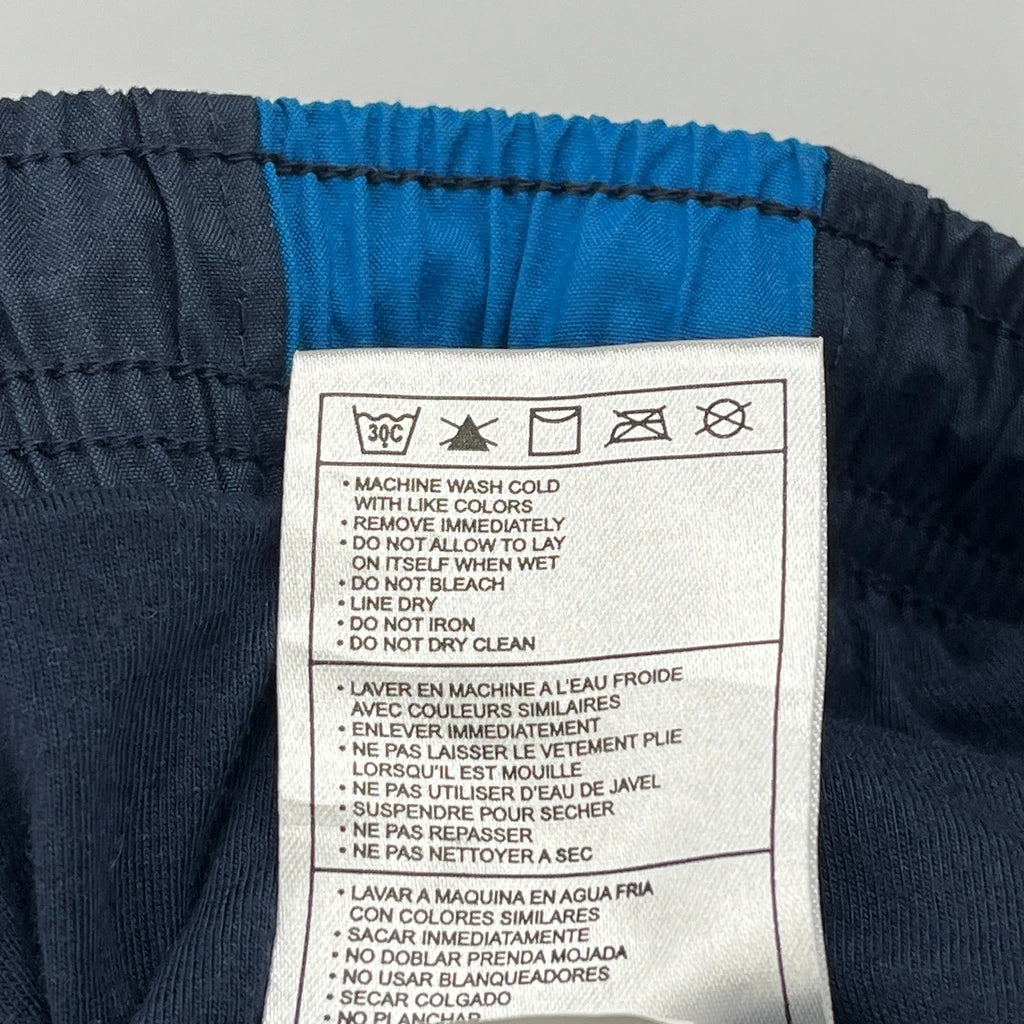 30C
• MACHINE WASH COLD
WITH LIKE COLORS
• REMOVE IMMEDIATELY
• DO NOT ALLOW TO LAY
ON ITSELF WHEN WET
• DO NOT BLEACH
• LINE DRY
• DO NOT IRON
• DO NOT DRY CLEAN
• LAVER EN MACHINE A L'EAU FROIDE
AVEC COULEURS SIMILAIRES
• ENLEVER IMMEDIATEMENT
• NE PAS LAISSER LE VETEMENT PLIE
LORSQU'IL EST MOUILLE
• NE PAS UTILISER D'EAU DE JAVEL
• SUSPENDRE POUR SECHER
• NE PAS REPASSER
• NE PAS NETTOYER A SEC
• LAVAR A MAQUINA EN AGUA FRIA
CON COLORES SIMILARES
• SACAR INMEDIATAMENTE
• NO DOBLAR PRENDA MOJADA
• NO USAR BLANQUEADORES
• SECAR COLGADO
• NO PLANCHAR